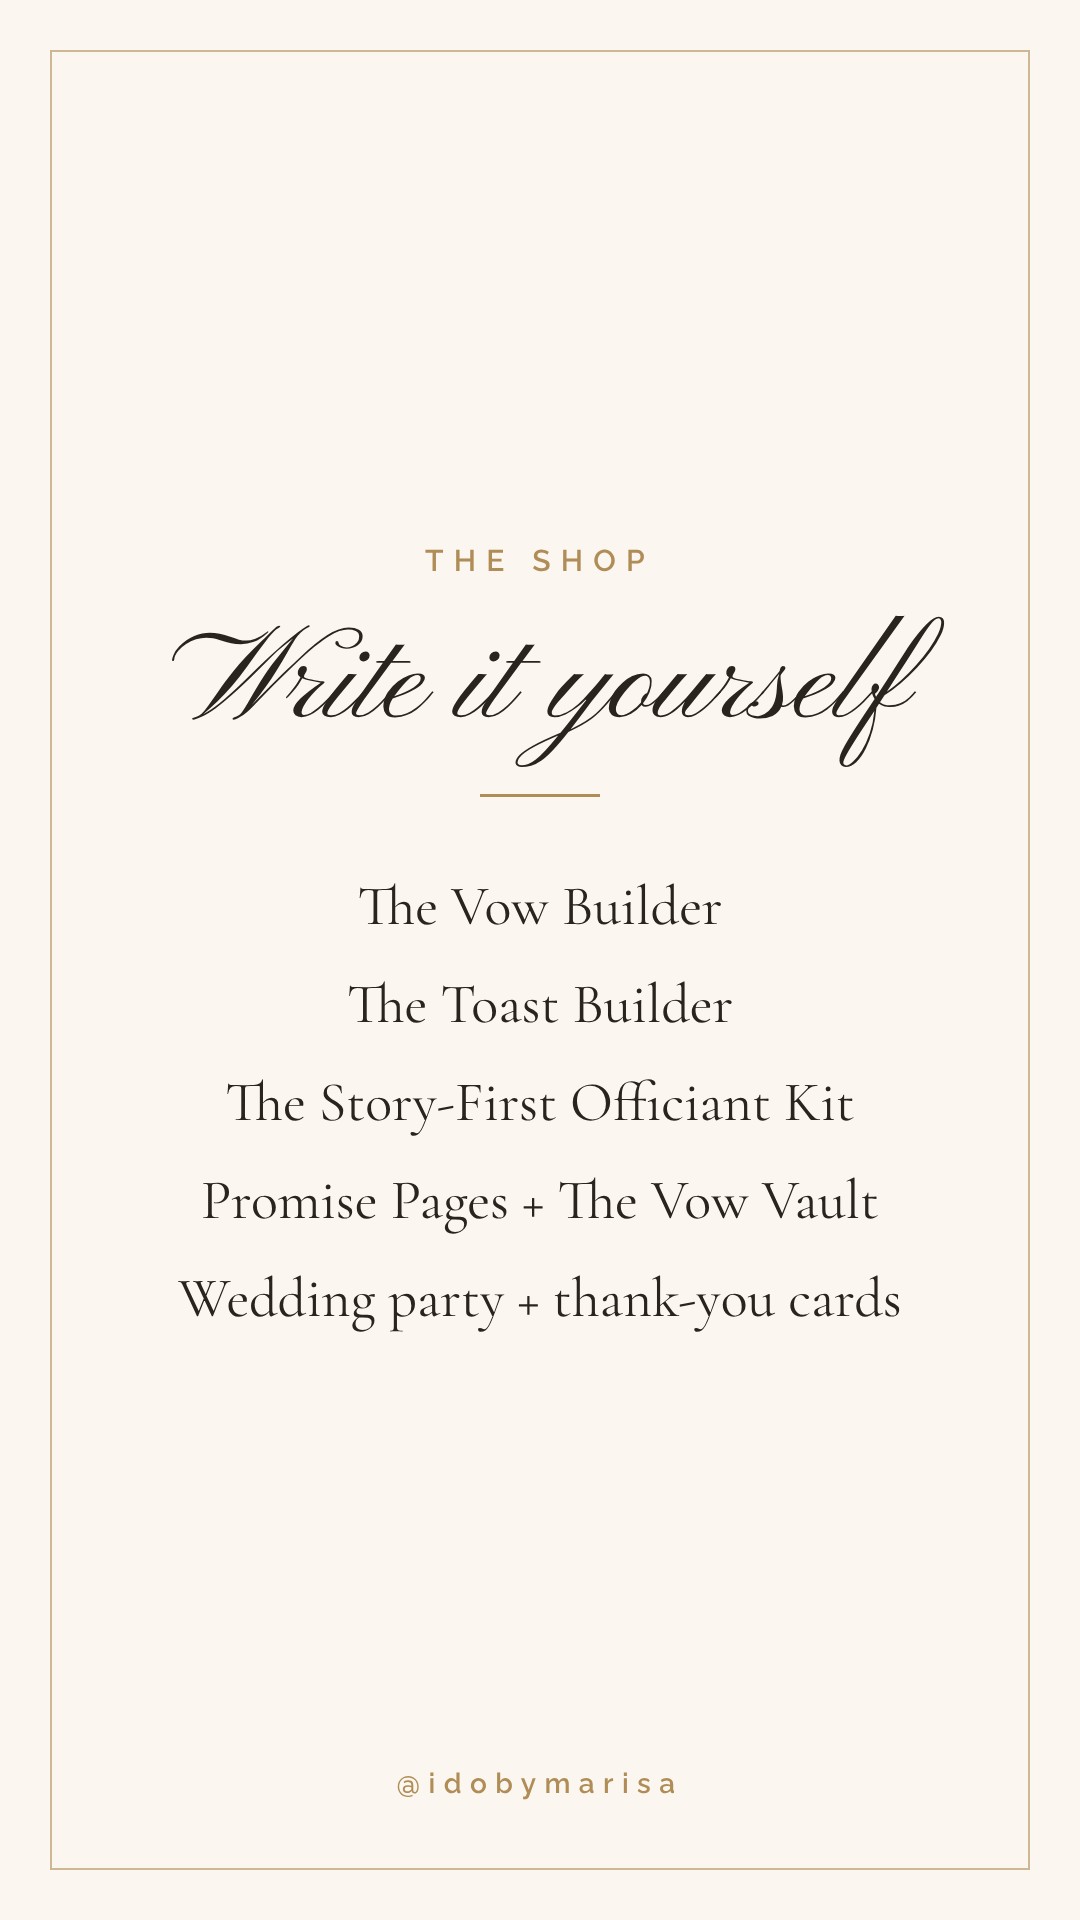 THE SHOP
Write it yourself
The Vow Builder
The Toast Builder
The Story-First Officiant Kit
Promise Pages + The Vow Vault
Wedding party + thank-you cards
@idobymarisa